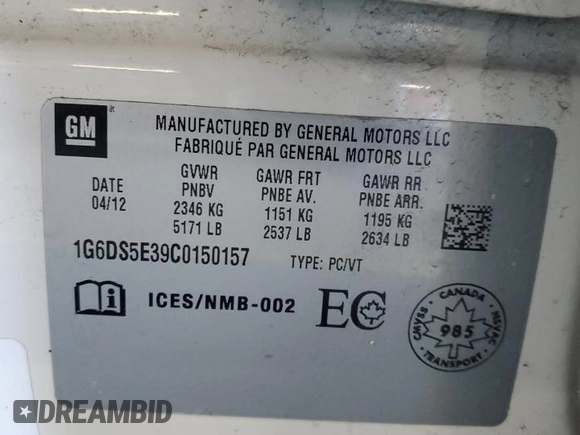 GM
MANUFACTURED BY GENERAL MOTORS LLC
FABRIQUÉ PAR GENERAL MOTORS LLC
DATE
04/12
GVWR
PNBV
2346 KG
5171 LB
GAWR FRT
PNBE AV.
1151 KG
2537 LB
GAWR RR
PNBE ARR.
1195 KG
2634 LB
1G6DS5E39C0150157 TYPE: PC/VT
ICES/NMB-002
EC
CANADA
CMVSS
985
NSVAC
TRANSPORT
DREAMBID